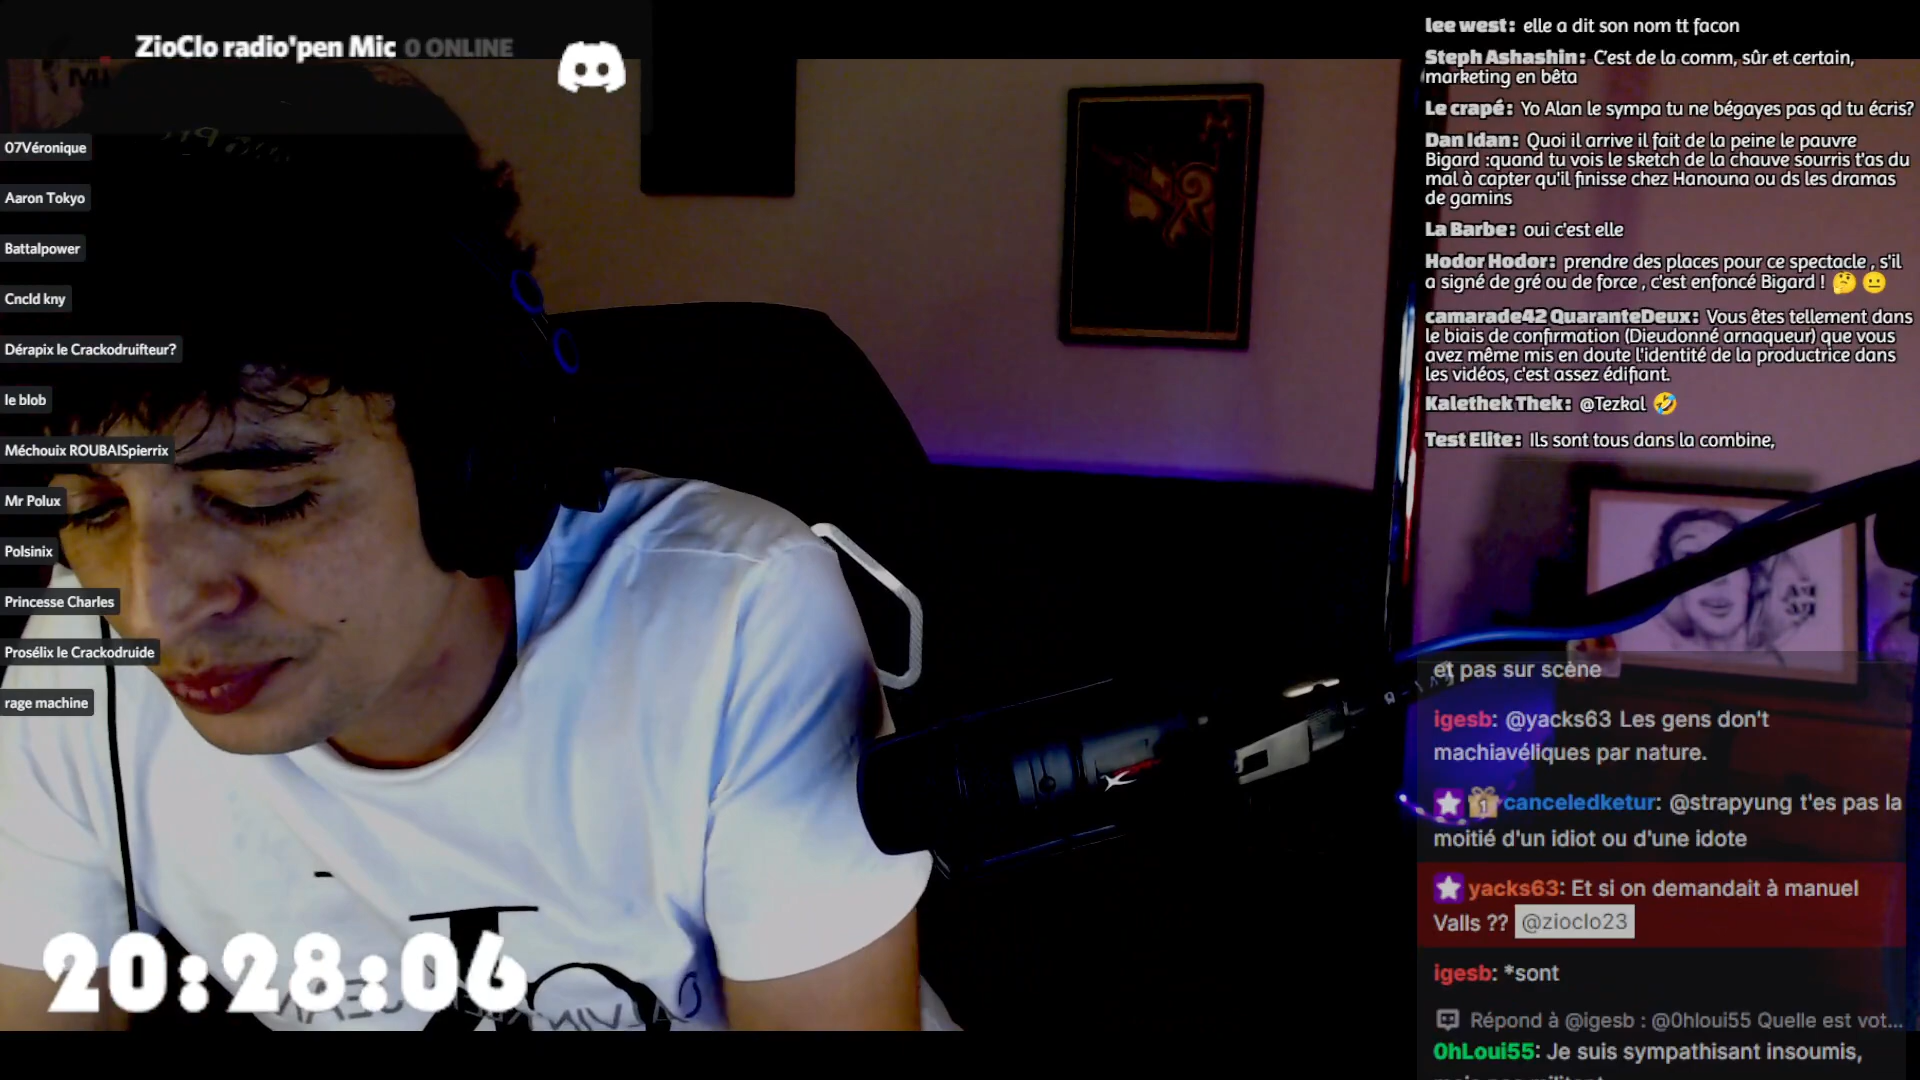 ZioClo radio'pen Mic 0 ONLINE
07Véronique
Aaron Tokyo
Battalpower
Cncld kny
Dérapix le Crackodruifteur?
le blob
Méchouix ROUBAISpierrix
Mr Polux
Polsinix
Princesse Charles
Prosélix le Crackodruide
rage machine
20:28:06
lee west: elle a dit son nom tt facon
Steph Ashashin: C'est de la comm, sûr et certain,
marketing en bêta
Le crapé: Yo Alan le sympa tu ne bégayes pas qd tu écris?
Dan Idan: Quoi il arrive il fait de la peine le pauvre
Bigard :quand tu vois le sketch de la chauve sourris t'as du
mal à capter qu'il finisse chez Hanouna ou ds les dramas
de gamins
La Barbe: oui c'est elle
Hodor Hodor: prendre des places pour ce spectacle , s'il
a signé de gré ou de force , c'est enfoncé Bigard ! 🤔 😐
camarade42 QuaranteDeux: Vous êtes tellement dans
le biais de confirmation (Dieudonné arnaqueur) que vous
avez même mis en doute l'identité de la productrice dans
les vidéos, c'est assez édifiant.
Kalethek Thek: @Tezkal 🤣
Test Elite: Ils sont tous dans la combine,
et pas sur scène
igesb: @yacks63 Les gens don't
machiavéliques par nature.
canceledketur: @strapyung t'es pas la
moitié d'un idiot ou d'une idote
yacks63: Et si on demandait à manuel
Valls ?? @zioclo23
igesb: *sont
Répond à @igesb : @0hloui55 Quelle est vot...
0hLoui55: Je suis sympathisant insoumis,